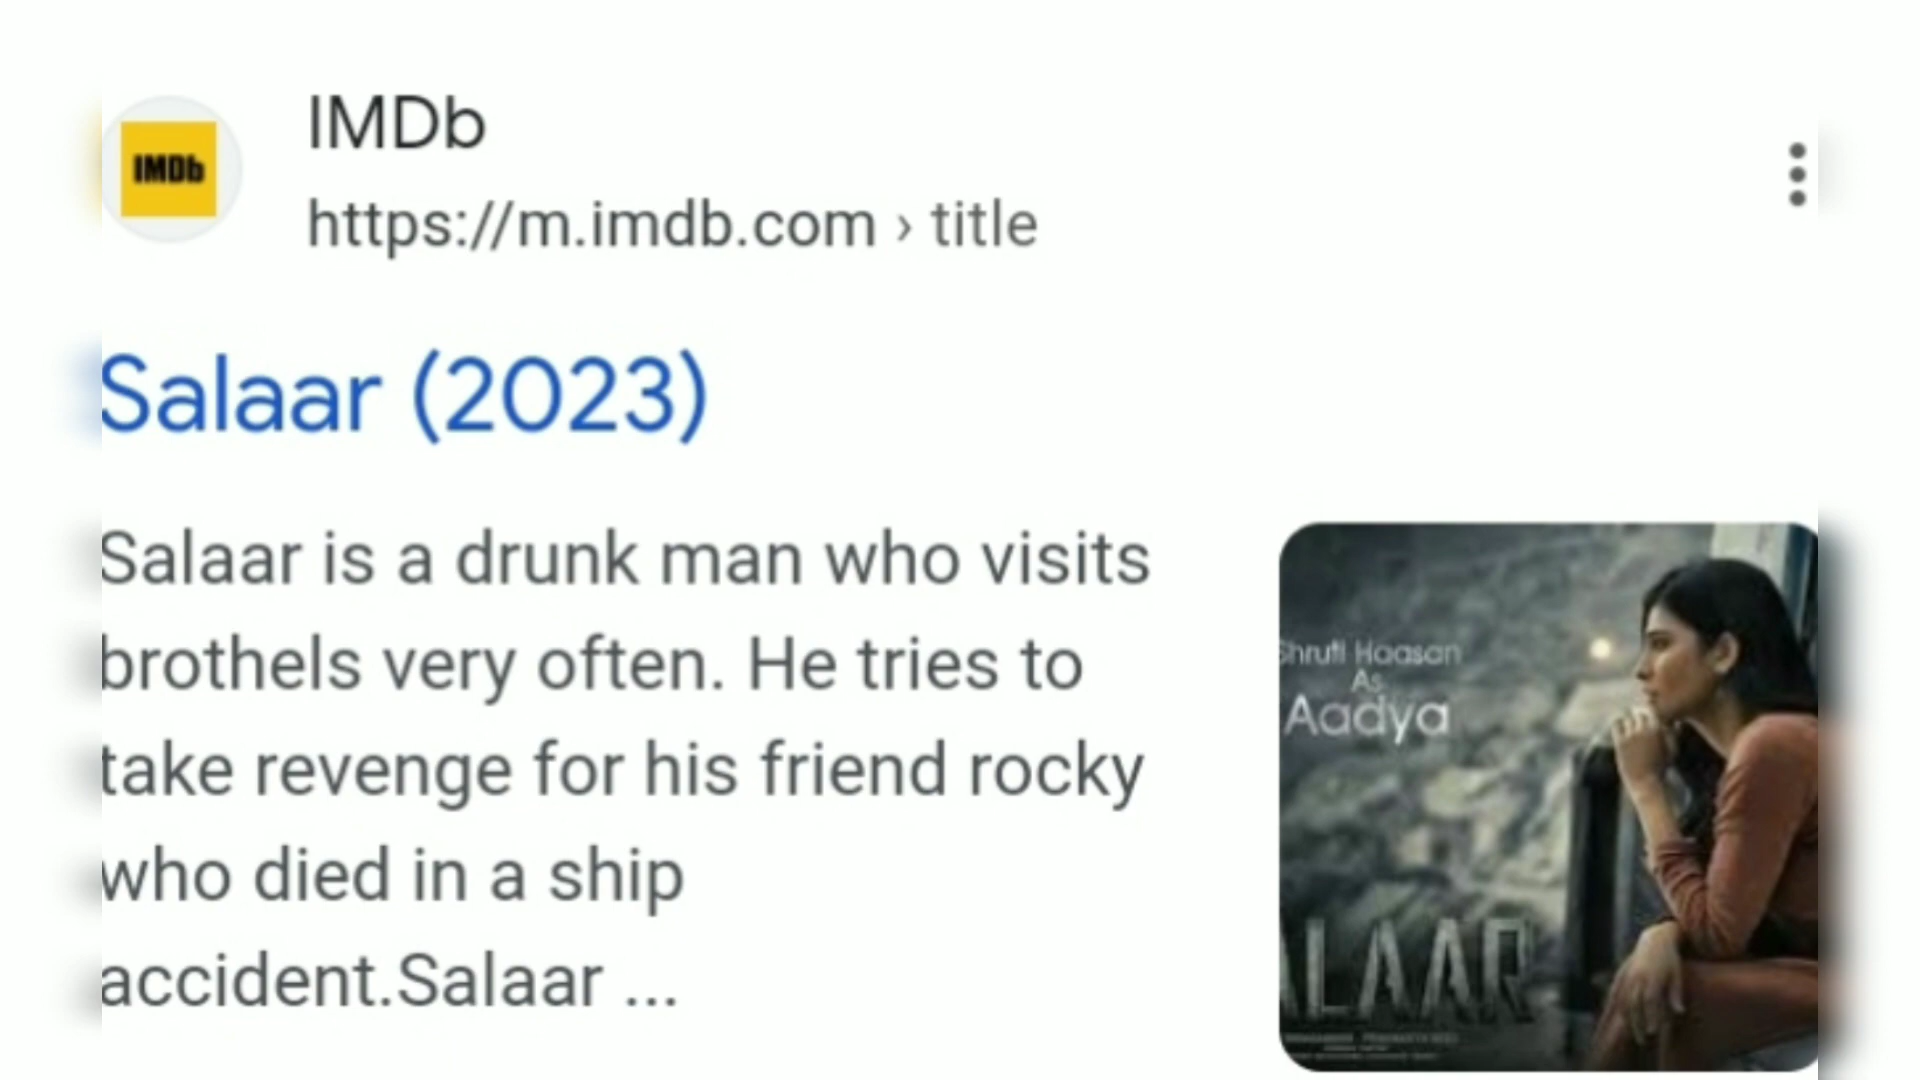 IMDb
IMDb
https://m.imdb.com › title
Salaar (2023)
Salaar is a drunk man who visits
brothels very often. He tries to
take revenge for his friend rocky
who died in a ship
accident.Salaar ...
Shruti Haasan
As
Aadya
ALAAR